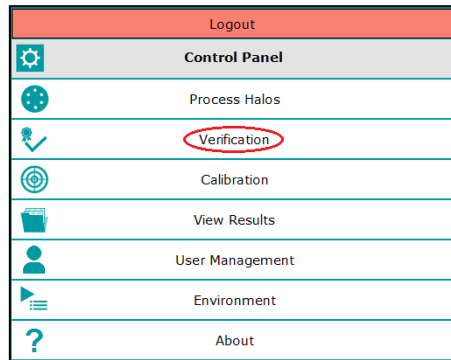 Logout
Control Panel
Process Halos
Verification
Calibration
View Results
User Management
Environment
? About